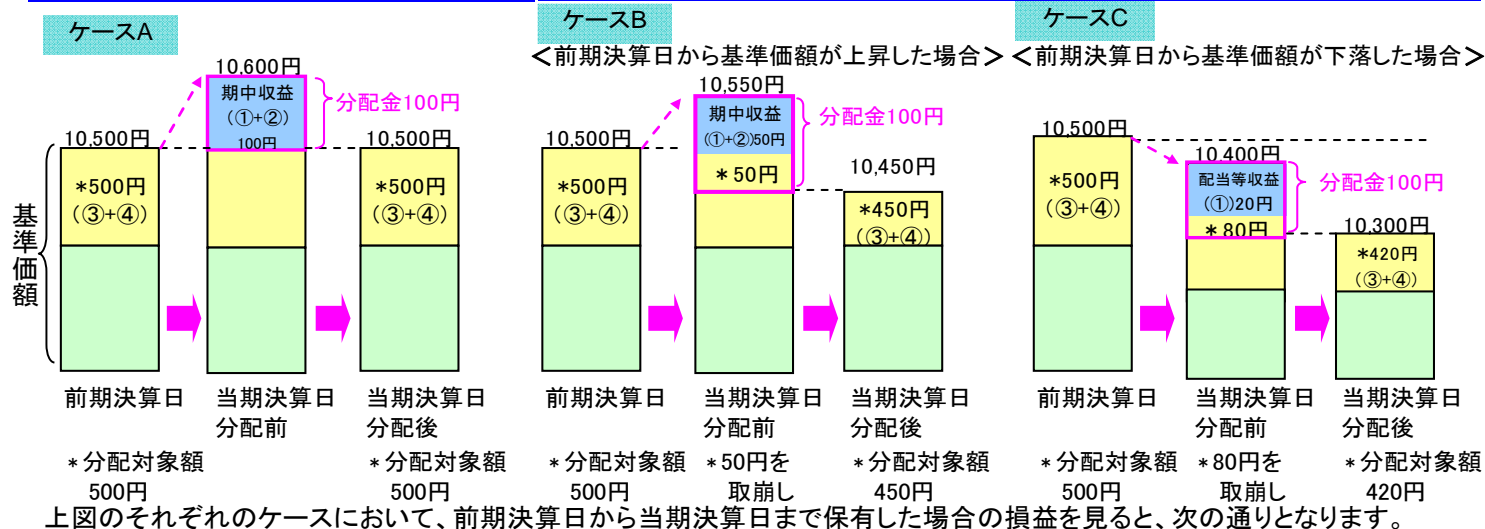 ケースA
10,600円
期中収益
(①+②)
100円
分配金100円
10,500円
10,500円
*500円
(③+④)
*500円
(③+④)
基準価額
前期決算日
当期決算日
分配前
当期決算日
分配後
*分配対象額
500円
*分配対象額
500円
ケースB
<前期決算日から基準価額が上昇した場合>
10,550円
期中収益
(①+②)50円
*50円
分配金100円
10,500円
10,450円
*500円
(③+④)
*450円
(③+④)
前期決算日
当期決算日
分配前
当期決算日
分配後
*分配対象額
500円
*50円を
取崩し
*分配対象額
450円
ケースC
<前期決算日から基準価額が下落した場合>
10,500円
10,400円
配当等収益
(①)20円
*80円
分配金100円
10,300円
*500円
(③+④)
*420円
(③+④)
前期決算日
当期決算日
分配前
当期決算日
分配後
*分配対象額
500円
*80円を
取崩し
*分配対象額
420円
上図のそれぞれのケースにおいて、前期決算日から当期決算日まで保有した場合の損益を見ると、次の通りとなります。